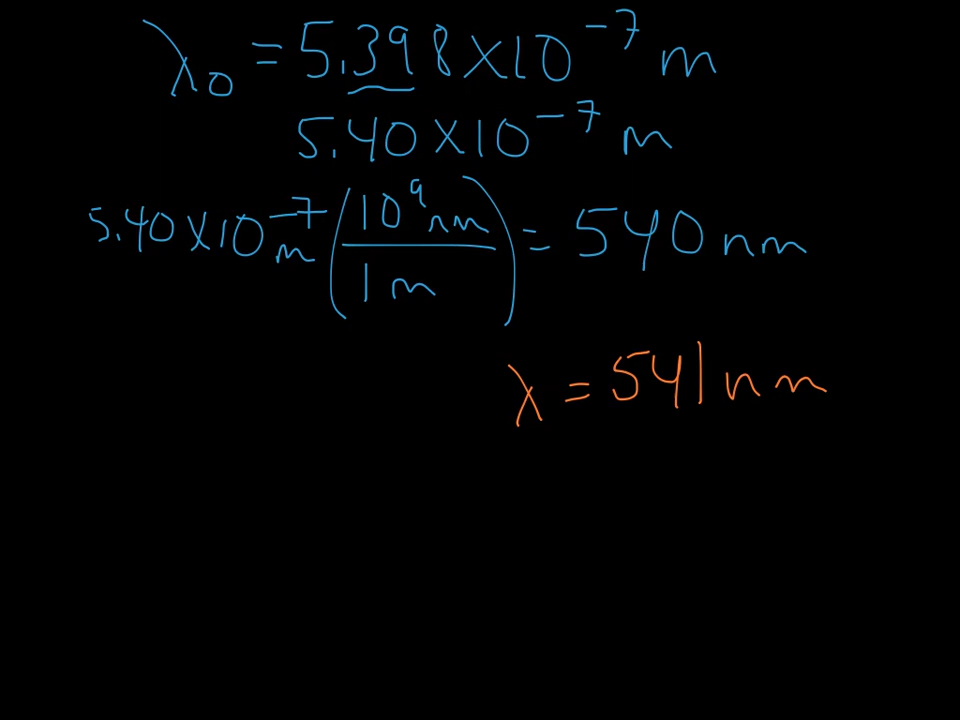 λ₀ = 5.398×10⁻⁷ m
5.40×10⁻⁷ m
5.40×10⁻⁷ m (10⁹ nm / 1 m) = 540 nm
λ = 541 nm